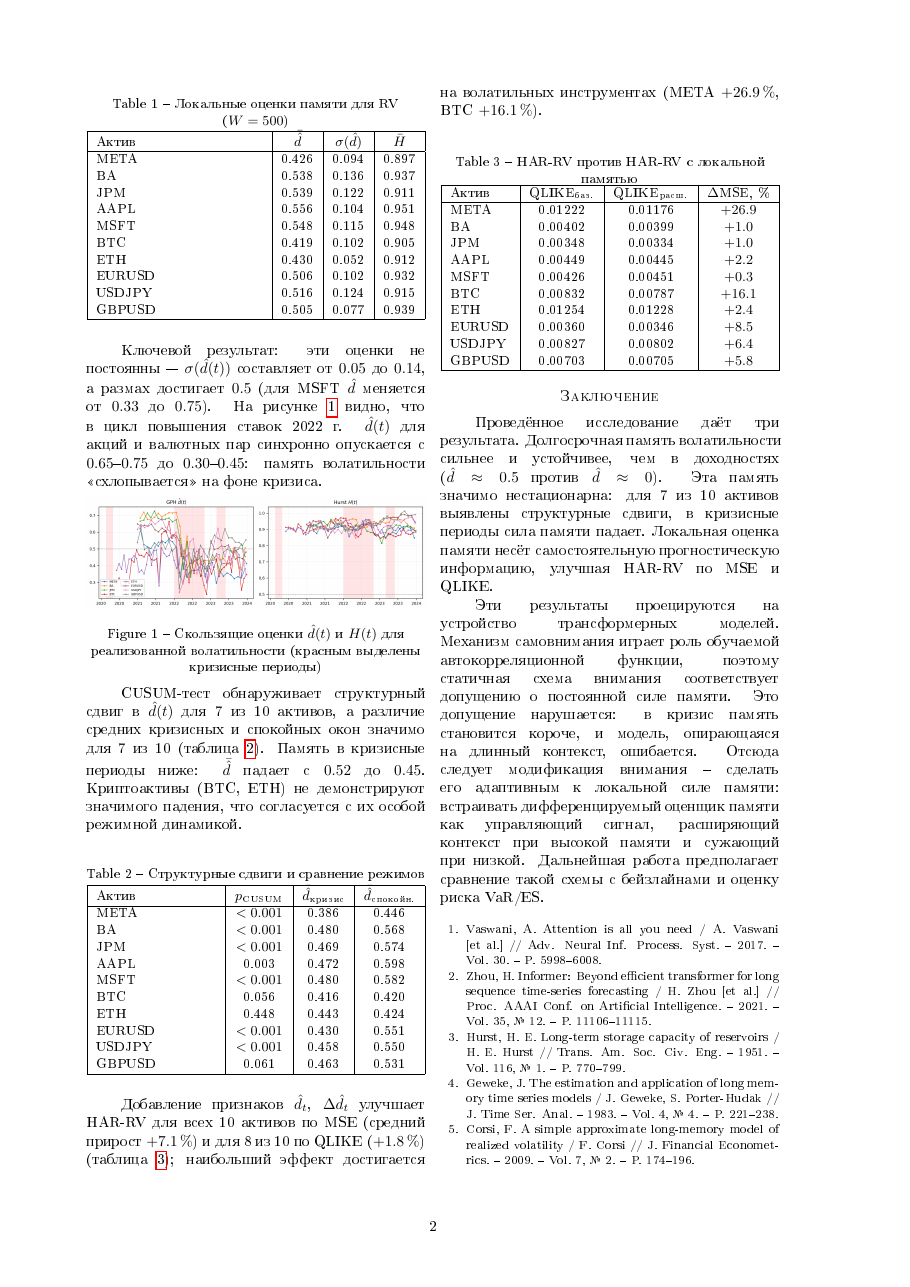 Table 1 – Локальные оценки памяти для RV
(W = 500)
Актив d̂̄ σ(d̂) H̄
META 0.426 0.094 0.897
BA 0.538 0.136 0.937
JPM 0.539 0.122 0.911
AAPL 0.556 0.104 0.951
MSFT 0.548 0.115 0.948
BTC 0.419 0.102 0.905
ETH 0.430 0.052 0.912
EURUSD 0.506 0.102 0.932
USDJPY 0.516 0.124 0.915
GBPUSD 0.505 0.077 0.939
Ключевой результат: эти оценки не
постоянны — σ(d̂(t)) составляет от 0.05 до 0.14,
а размах достигает 0.5 (для MSFT d̂ меняется
от 0.33 до 0.75). На рисунке 1 видно, что
в цикл повышения ставок 2022 г. d̂(t) для
акций и валютных пар синхронно опускается с
0.65–0.75 до 0.30–0.45: память волатильности
«схлопывается» на фоне кризиса.
GPH d̂(t)
Hurst H(t)
Figure 1 – Скользящие оценки d̂(t) и H(t) для
реализованной волатильности (красным выделены
кризисные периоды)
CUSUM-тест обнаруживает структурный
сдвиг в d̂(t) для 7 из 10 активов, а различие
средних кризисных и спокойных окон значимо
для 7 из 10 (таблица 2). Память в кризисные
периоды ниже: d̂̄ падает с 0.52 до 0.45.
Криптоактивы (BTC, ETH) не демонстрируют
значимого падения, что согласуется с их особой
режимной динамикой.
Table 2 – Структурные сдвиги и сравнение режимов
Актив pCUSUM d̂кризис d̂спокойн.
META < 0.001 0.386 0.446
BA < 0.001 0.480 0.568
JPM < 0.001 0.469 0.574
AAPL 0.003 0.472 0.598
MSFT < 0.001 0.480 0.582
BTC 0.056 0.416 0.420
ETH 0.448 0.443 0.424
EURUSD < 0.001 0.430 0.551
USDJPY < 0.001 0.458 0.550
GBPUSD 0.061 0.463 0.531
Добавление признаков d̂t, Δd̂t улучшает
HAR-RV для всех 10 активов по MSE (средний
прирост +7.1 %) и для 8 из 10 по QLIKE (+1.8 %)
(таблица 3); наибольший эффект достигается
на волатильных инструментах (META +26.9 %,
BTC +16.1 %).
Table 3 – HAR-RV против HAR-RV с локальной
памятью
Актив QLIKEбаз. QLIKEрасш. ΔMSE, %
META 0.01222 0.01176 +26.9
BA 0.00402 0.00399 +1.0
JPM 0.00348 0.00334 +1.0
AAPL 0.00449 0.00445 +2.2
MSFT 0.00426 0.00451 +0.3
BTC 0.00832 0.00787 +16.1
ETH 0.01254 0.01228 +2.4
EURUSD 0.00360 0.00346 +8.5
USDJPY 0.00827 0.00802 +6.4
GBPUSD 0.00703 0.00705 +5.8
Заключение
Проведённое исследование даёт три
результата. Долгосрочная память волатильности
сильнее и устойчивее, чем в доходностях
(d̂ ≈ 0.5 против d̂ ≈ 0). Эта память
значимо нестационарна: для 7 из 10 активов
выявлены структурные сдвиги, в кризисные
периоды сила памяти падает. Локальная оценка
памяти несёт самостоятельную прогностическую
информацию, улучшая HAR-RV по MSE и
QLIKE.
Эти результаты проецируются на
устройство трансформерных моделей.
Механизм самовнимания играет роль обучаемой
автокорреляционной функции, поэтому
статичная схема внимания соответствует
допущению о постоянной силе памяти. Это
допущение нарушается: в кризис память
становится короче, и модель, опирающаяся
на длинный контекст, ошибается. Отсюда
следует модификация внимания – сделать
его адаптивным к локальной силе памяти:
встраивать дифференцируемый оценщик памяти
как управляющий сигнал, расширяющий
контекст при высокой памяти и сужающий
при низкой. Дальнейшая работа предполагает
сравнение такой схемы с бейзлайнами и оценку
риска VaR/ES.
1. Vaswani, A. Attention is all you need / A. Vaswani
[et al.] // Adv. Neural Inf. Process. Syst. – 2017. –
Vol. 30. – P. 5998–6008.
2. Zhou, H. Informer: Beyond efficient transformer for long
sequence time-series forecasting / H. Zhou [et al.] //
Proc. AAAI Conf. on Artificial Intelligence. – 2021. –
Vol. 35, № 12. – P. 11106–11115.
3. Hurst, H. E. Long-term storage capacity of reservoirs /
H. E. Hurst // Trans. Am. Soc. Civ. Eng. – 1951. –
Vol. 116, № 1. – P. 770–799.
4. Geweke, J. The estimation and application of long mem-
ory time series models / J. Geweke, S. Porter-Hudak //
J. Time Ser. Anal. – 1983. – Vol. 4, № 4. – P. 221–238.
5. Corsi, F. A simple approximate long-memory model of
realized volatility / F. Corsi // J. Financial Economet-
rics. – 2009. – Vol. 7, № 2. – P. 174–196.
2